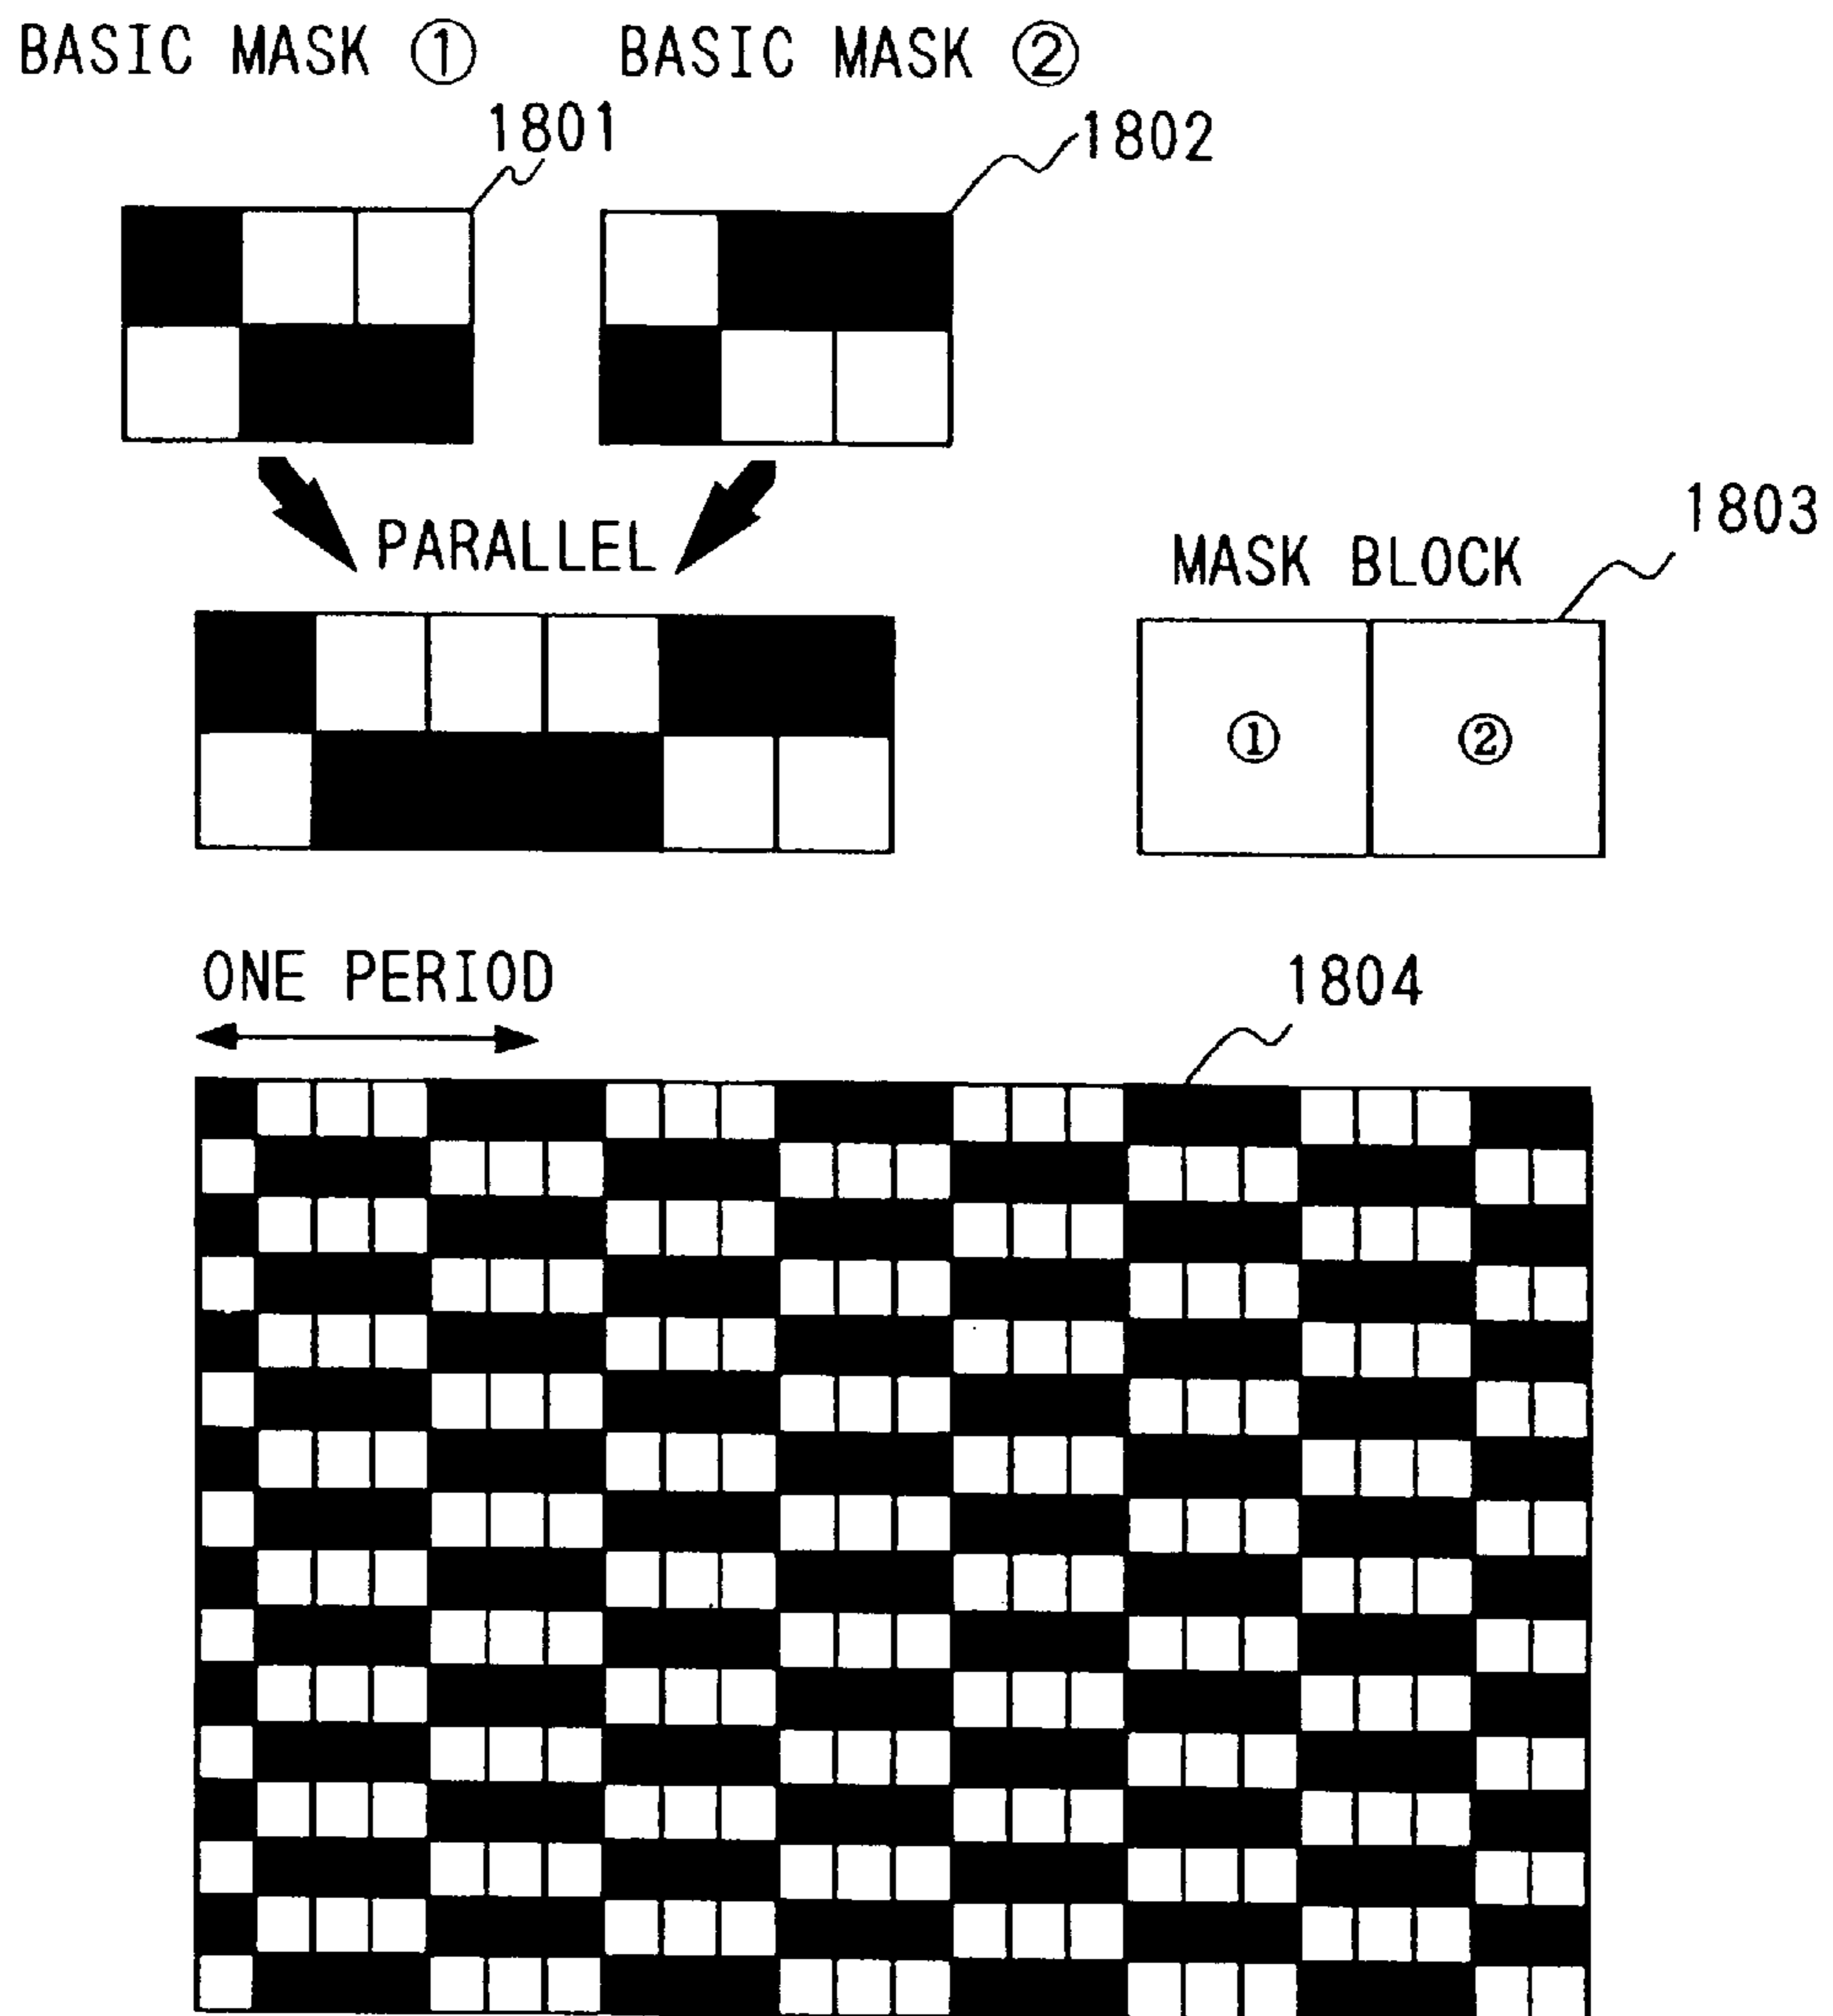 BASIC MASK ① BASIC MASK ②
1801
1802
PARALLEL
1803
MASK BLOCK
① ②
ONE PERIOD
1804